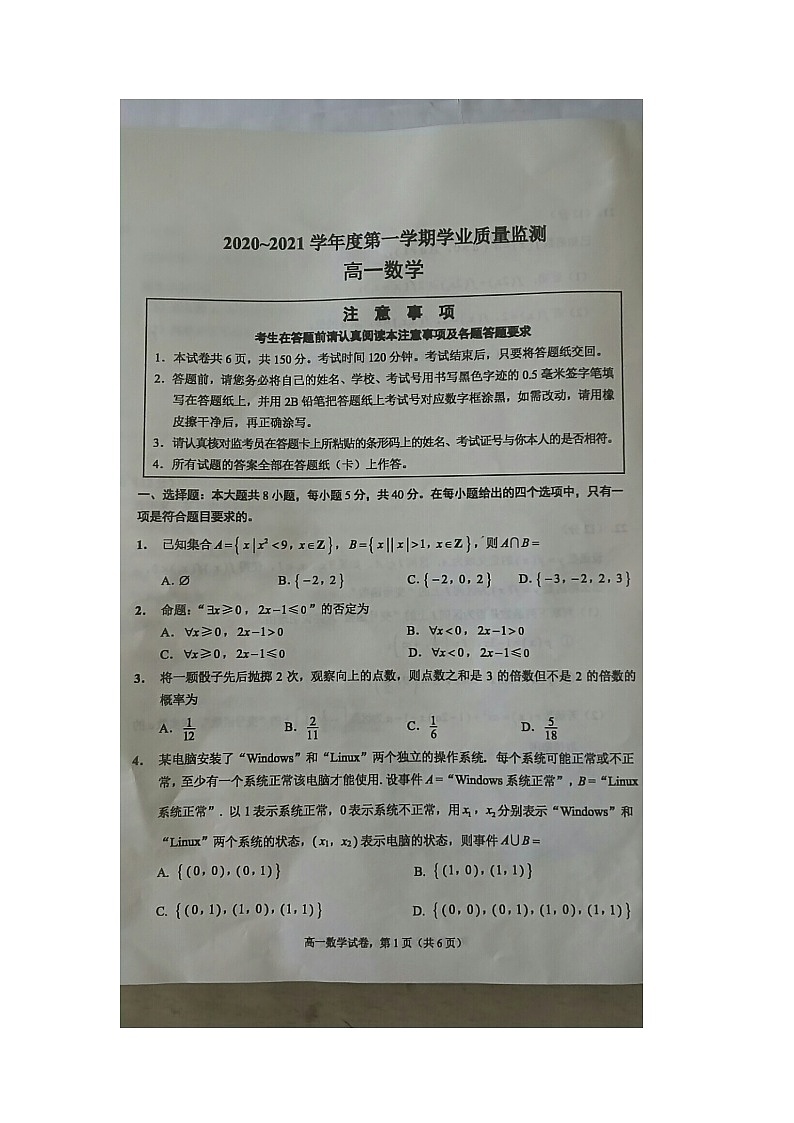 2020~2021 学年度第一学期学业质量监测
高一数学
注 意 事 项
考生在答题前请认真阅读本注意事项及各题答题要求
1．本试卷共 6 页，共 150 分．考试时间 120 分钟．考试结束后，只要将答题纸交回．
2．答题前，请您务必将自己的姓名、学校、考试号用书写黑色字迹的 0.5 毫米签字笔填
写在答题纸上，并用 2B 铅笔把答题纸上考试号对应数字框涂黑，如需改动，请用橡
皮擦干净后，再正确涂写．
3．请认真核对监考员在答题卡上所粘贴的条形码上的姓名、考试证号与你本人的是否相符．
4．所有试题的答案全部在答题纸（卡）上作答．
一、选择题：本大题共 8 小题，每小题 5 分，共 40 分．在每小题给出的四个选项中，只有一
项是符合题目要求的．
1． 已知集合 A={x|x²<9，x∈Z}，B={x||x|>1，x∈Z}，则 A∩B=
A. ∅ B. {−2，2} C. {−2，0，2} D. {−3，−2，2，3}
2． 命题：“∃x≥0，2x−1≤0”的否定为
A．∀x≥0，2x−1>0 B．∀x<0，2x−1>0
C．∀x≥0，2x−1≤0 D．∀x<0，2x−1≤0
3． 将一颗骰子先后抛掷 2 次，观察向上的点数，则点数之和是 3 的倍数但不是 2 的倍数的
概率为
A．1/12 B．2/11 C．1/6 D．5/18
4． 某电脑安装了“Windows”和“Linux”两个独立的操作系统．每个系统可能正常或不正
常，至少有一个系统正常该电脑才能使用．设事件 A=“Windows 系统正常”，B=“Linux
系统正常”．以 1 表示系统正常，0 表示系统不正常，用 x₁，x₂ 分别表示“Windows”和
“Linux”两个系统的状态，(x₁，x₂) 表示电脑的状态，则事件 A∪B=
A. {(0，0)，(0，1)} B. {(1，0)，(1，1)}
C. {(0，1)，(1，0)，(1，1)} D. {(0，0)，(0，1)，(1，0)，(1，1)}
高一数学试卷，第 1 页（共 6 页）